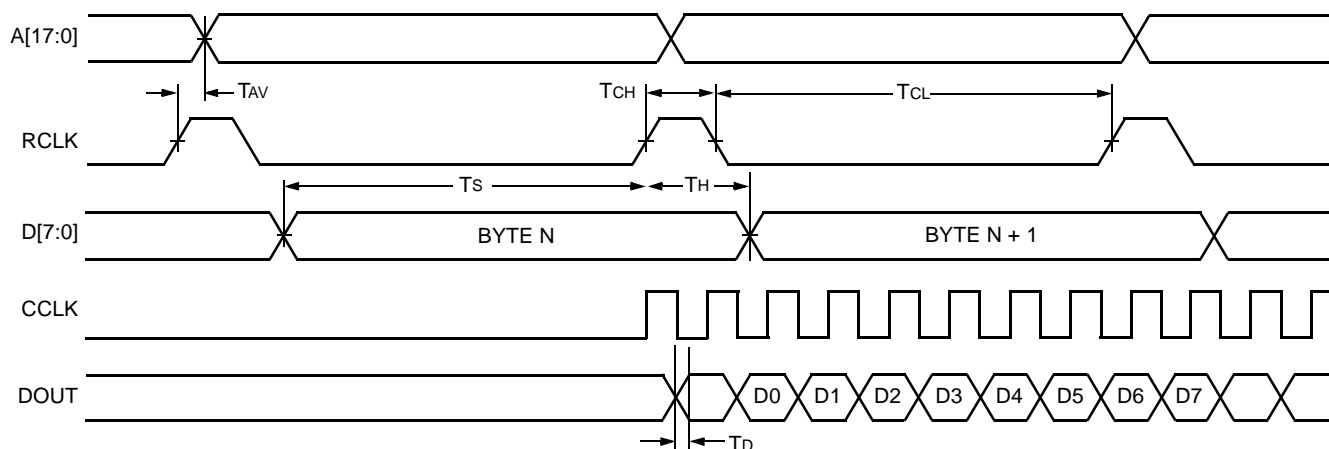 A[17:0]
TAV
TCH
TCL
RCLK
TS
TH
D[7:0]
BYTE N
BYTE N + 1
CCLK
DOUT
D0 D1 D2 D3 D4 D5 D6 D7
TD